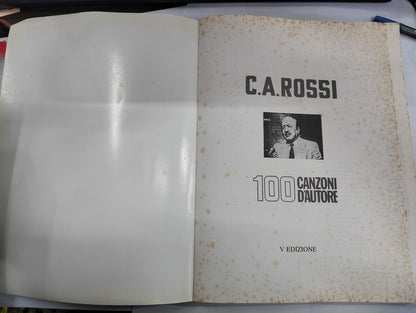 C.A.ROSSI
100 CANZONI
D'AUTORE
V EDIZIONE